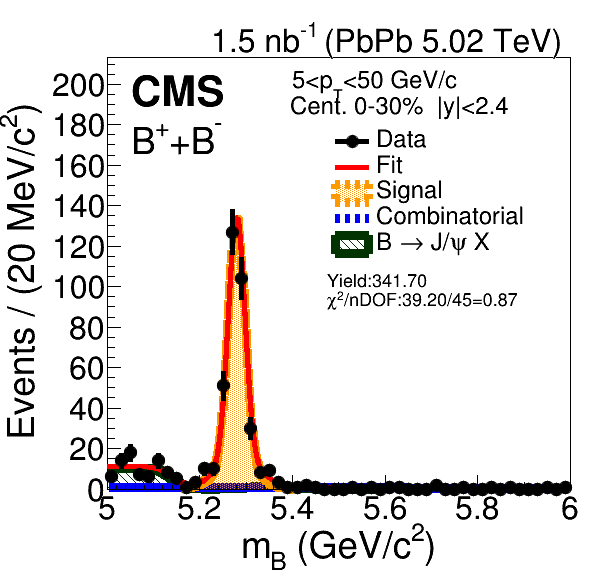 1.5 nb⁻¹ (PbPb 5.02 TeV)
CMS
B⁺+B⁻
5<p_T<50 GeV/c
Cent. 0-30% |y|<2.4
Data
Fit
Signal
Combinatorial
B → J/ψ X
Yield:341.70
χ²/nDOF:39.20/45=0.87
Events / (20 MeV/c²)
200
180
160
140
120
100
80
60
40
20
0
5
5.2
5.4
5.6
5.8
6
m_B (GeV/c²)